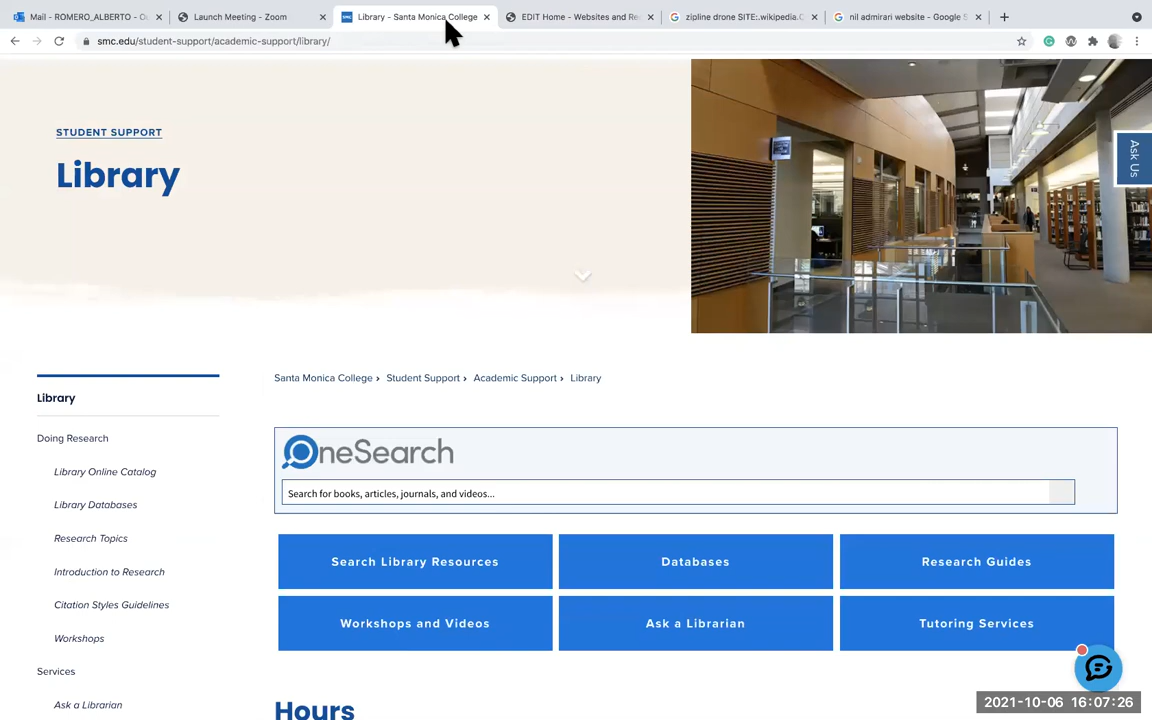 Mail - ROMERO_ALBERTO - Ou
Launch Meeting - Zoom
Library - Santa Monica College
EDIT Home - Websites and Re
zipline drone SITE:.wikipedia.O
nil admirari website - Google S
smc.edu/student-support/academic-support/library/
STUDENT SUPPORT
Library
Ask Us
Santa Monica College › Student Support › Academic Support › Library
Library
Doing Research
Library Online Catalog
Library Databases
Research Topics
Introduction to Research
Citation Styles Guidelines
Workshops
Services
Ask a Librarian
OneSearch
Search for books, articles, journals, and videos...
Search Library Resources
Databases
Research Guides
Workshops and Videos
Ask a Librarian
Tutoring Services
Hours
2021-10-06 16:07:26